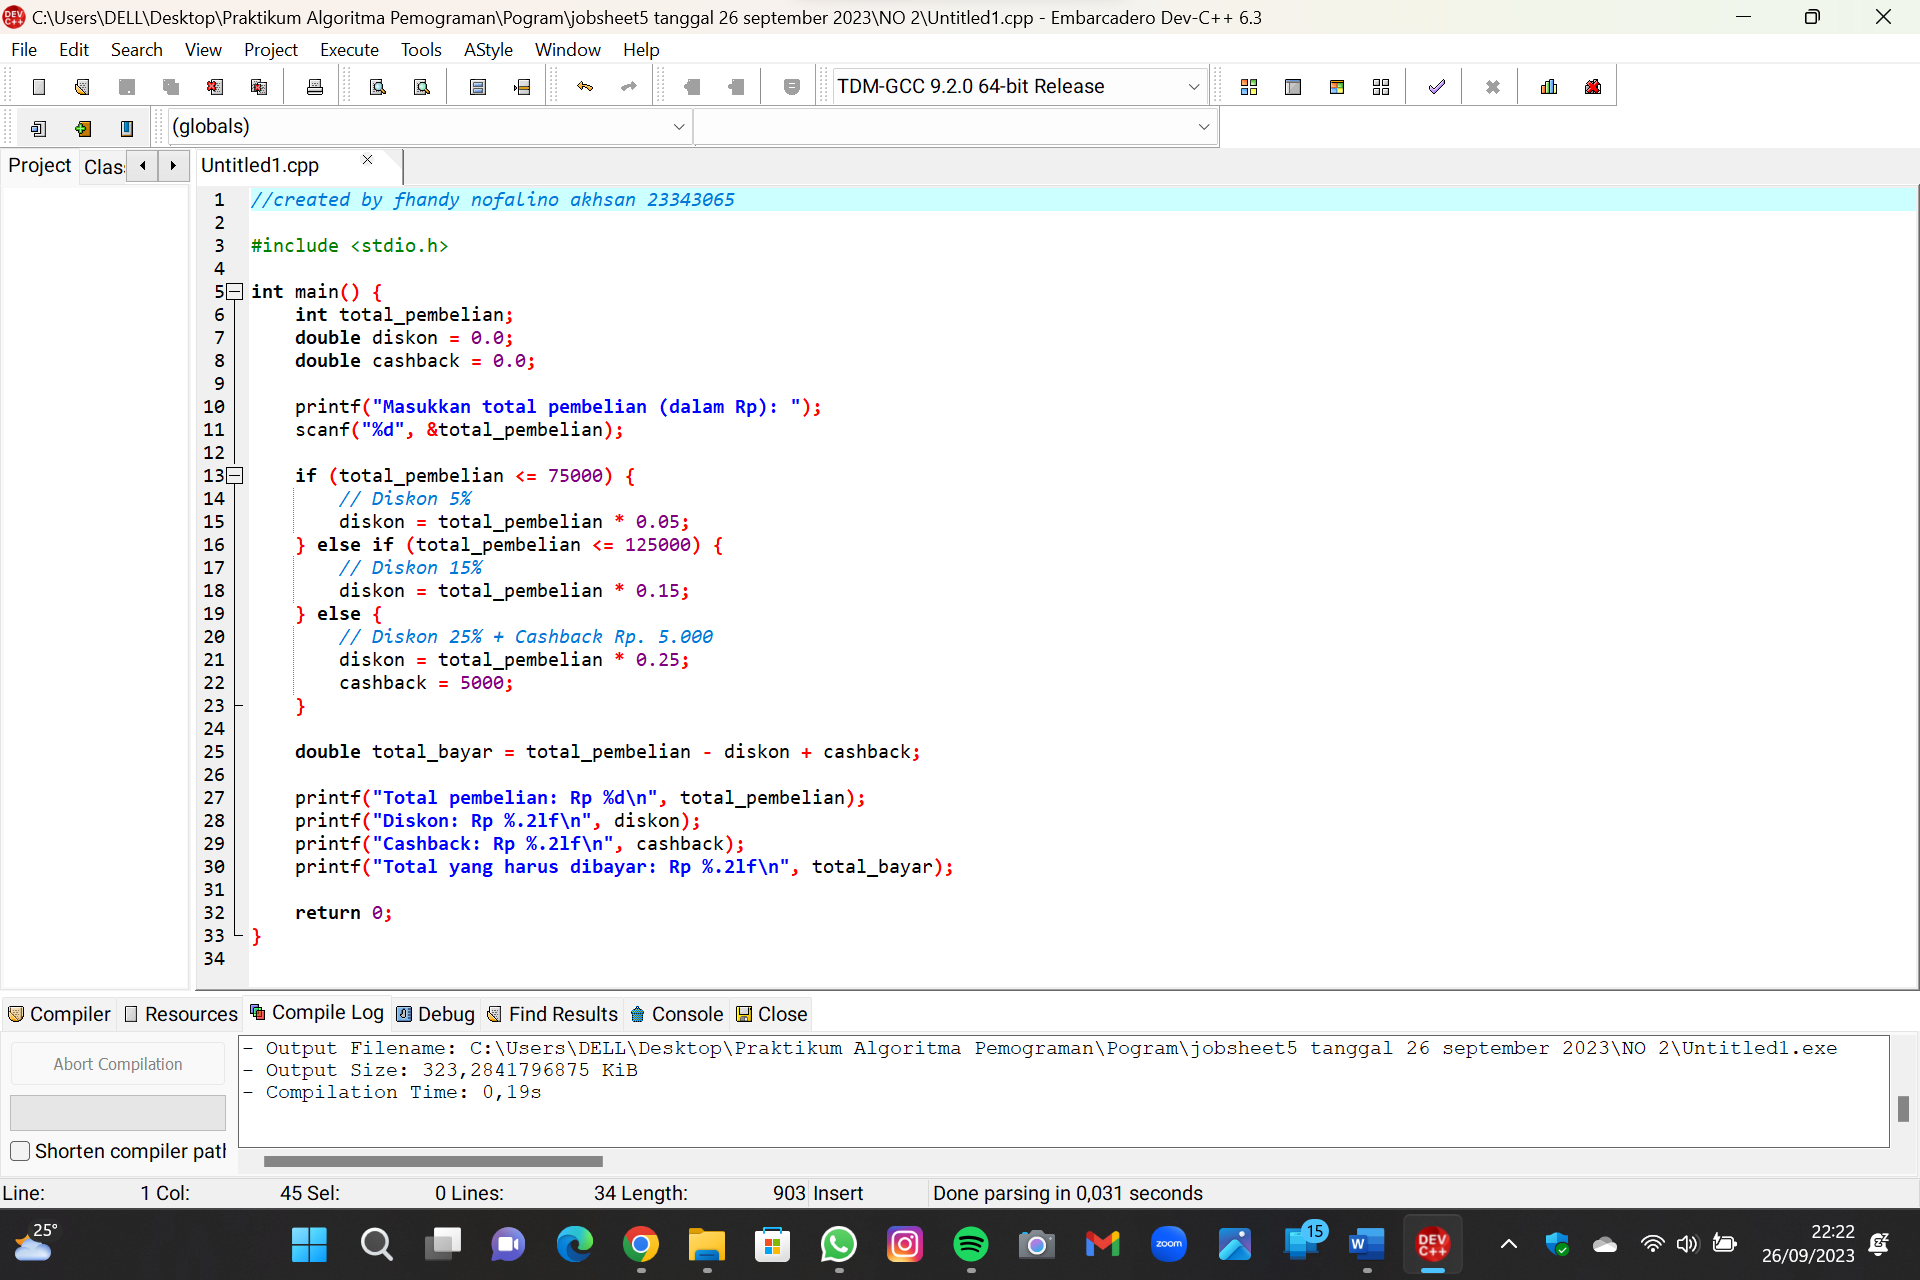 C:\Users\DELL\Desktop\Praktikum Algoritma Pemograman\Pogram\jobsheet5 tanggal 26 september 2023\NO 2\Untitled1.cpp - Embarcadero Dev-C++ 6.3
File Edit Search View Project Execute Tools AStyle Window Help
TDM-GCC 9.2.0 64-bit Release
(globals)
Project Clas Untitled1.cpp
1 //created by fhandy nofalino akhsan 23343065
2
3 #include <stdio.h>
4
5 int main() {
6 int total_pembelian;
7 double diskon = 0.0;
8 double cashback = 0.0;
9
10 printf("Masukkan total pembelian (dalam Rp): ");
11 scanf("%d", &total_pembelian);
12
13 if (total_pembelian <= 75000) {
14 // Diskon 5%
15 diskon = total_pembelian * 0.05;
16 } else if (total_pembelian <= 125000) {
17 // Diskon 15%
18 diskon = total_pembelian * 0.15;
19 } else {
20 // Diskon 25% + Cashback Rp. 5.000
21 diskon = total_pembelian * 0.25;
22 cashback = 5000;
23 }
24
25 double total_bayar = total_pembelian - diskon + cashback;
26
27 printf("Total pembelian: Rp %d\n", total_pembelian);
28 printf("Diskon: Rp %.2lf\n", diskon);
29 printf("Cashback: Rp %.2lf\n", cashback);
30 printf("Total yang harus dibayar: Rp %.2lf\n", total_bayar);
31
32 return 0;
33 }
34
Compiler Resources Compile Log Debug Find Results Console Close
Abort Compilation
Shorten compiler path
- Output Filename: C:\Users\DELL\Desktop\Praktikum Algoritma Pemograman\Pogram\jobsheet5 tanggal 26 september 2023\NO 2\Untitled1.exe
- Output Size: 323,2841796875 KiB
- Compilation Time: 0,19s
Line: 1 Col: 45 Sel: 0 Lines: 34 Length: 903 Insert Done parsing in 0,031 seconds
25°
zoom
15
W
DEV C++
22:22
26/09/2023